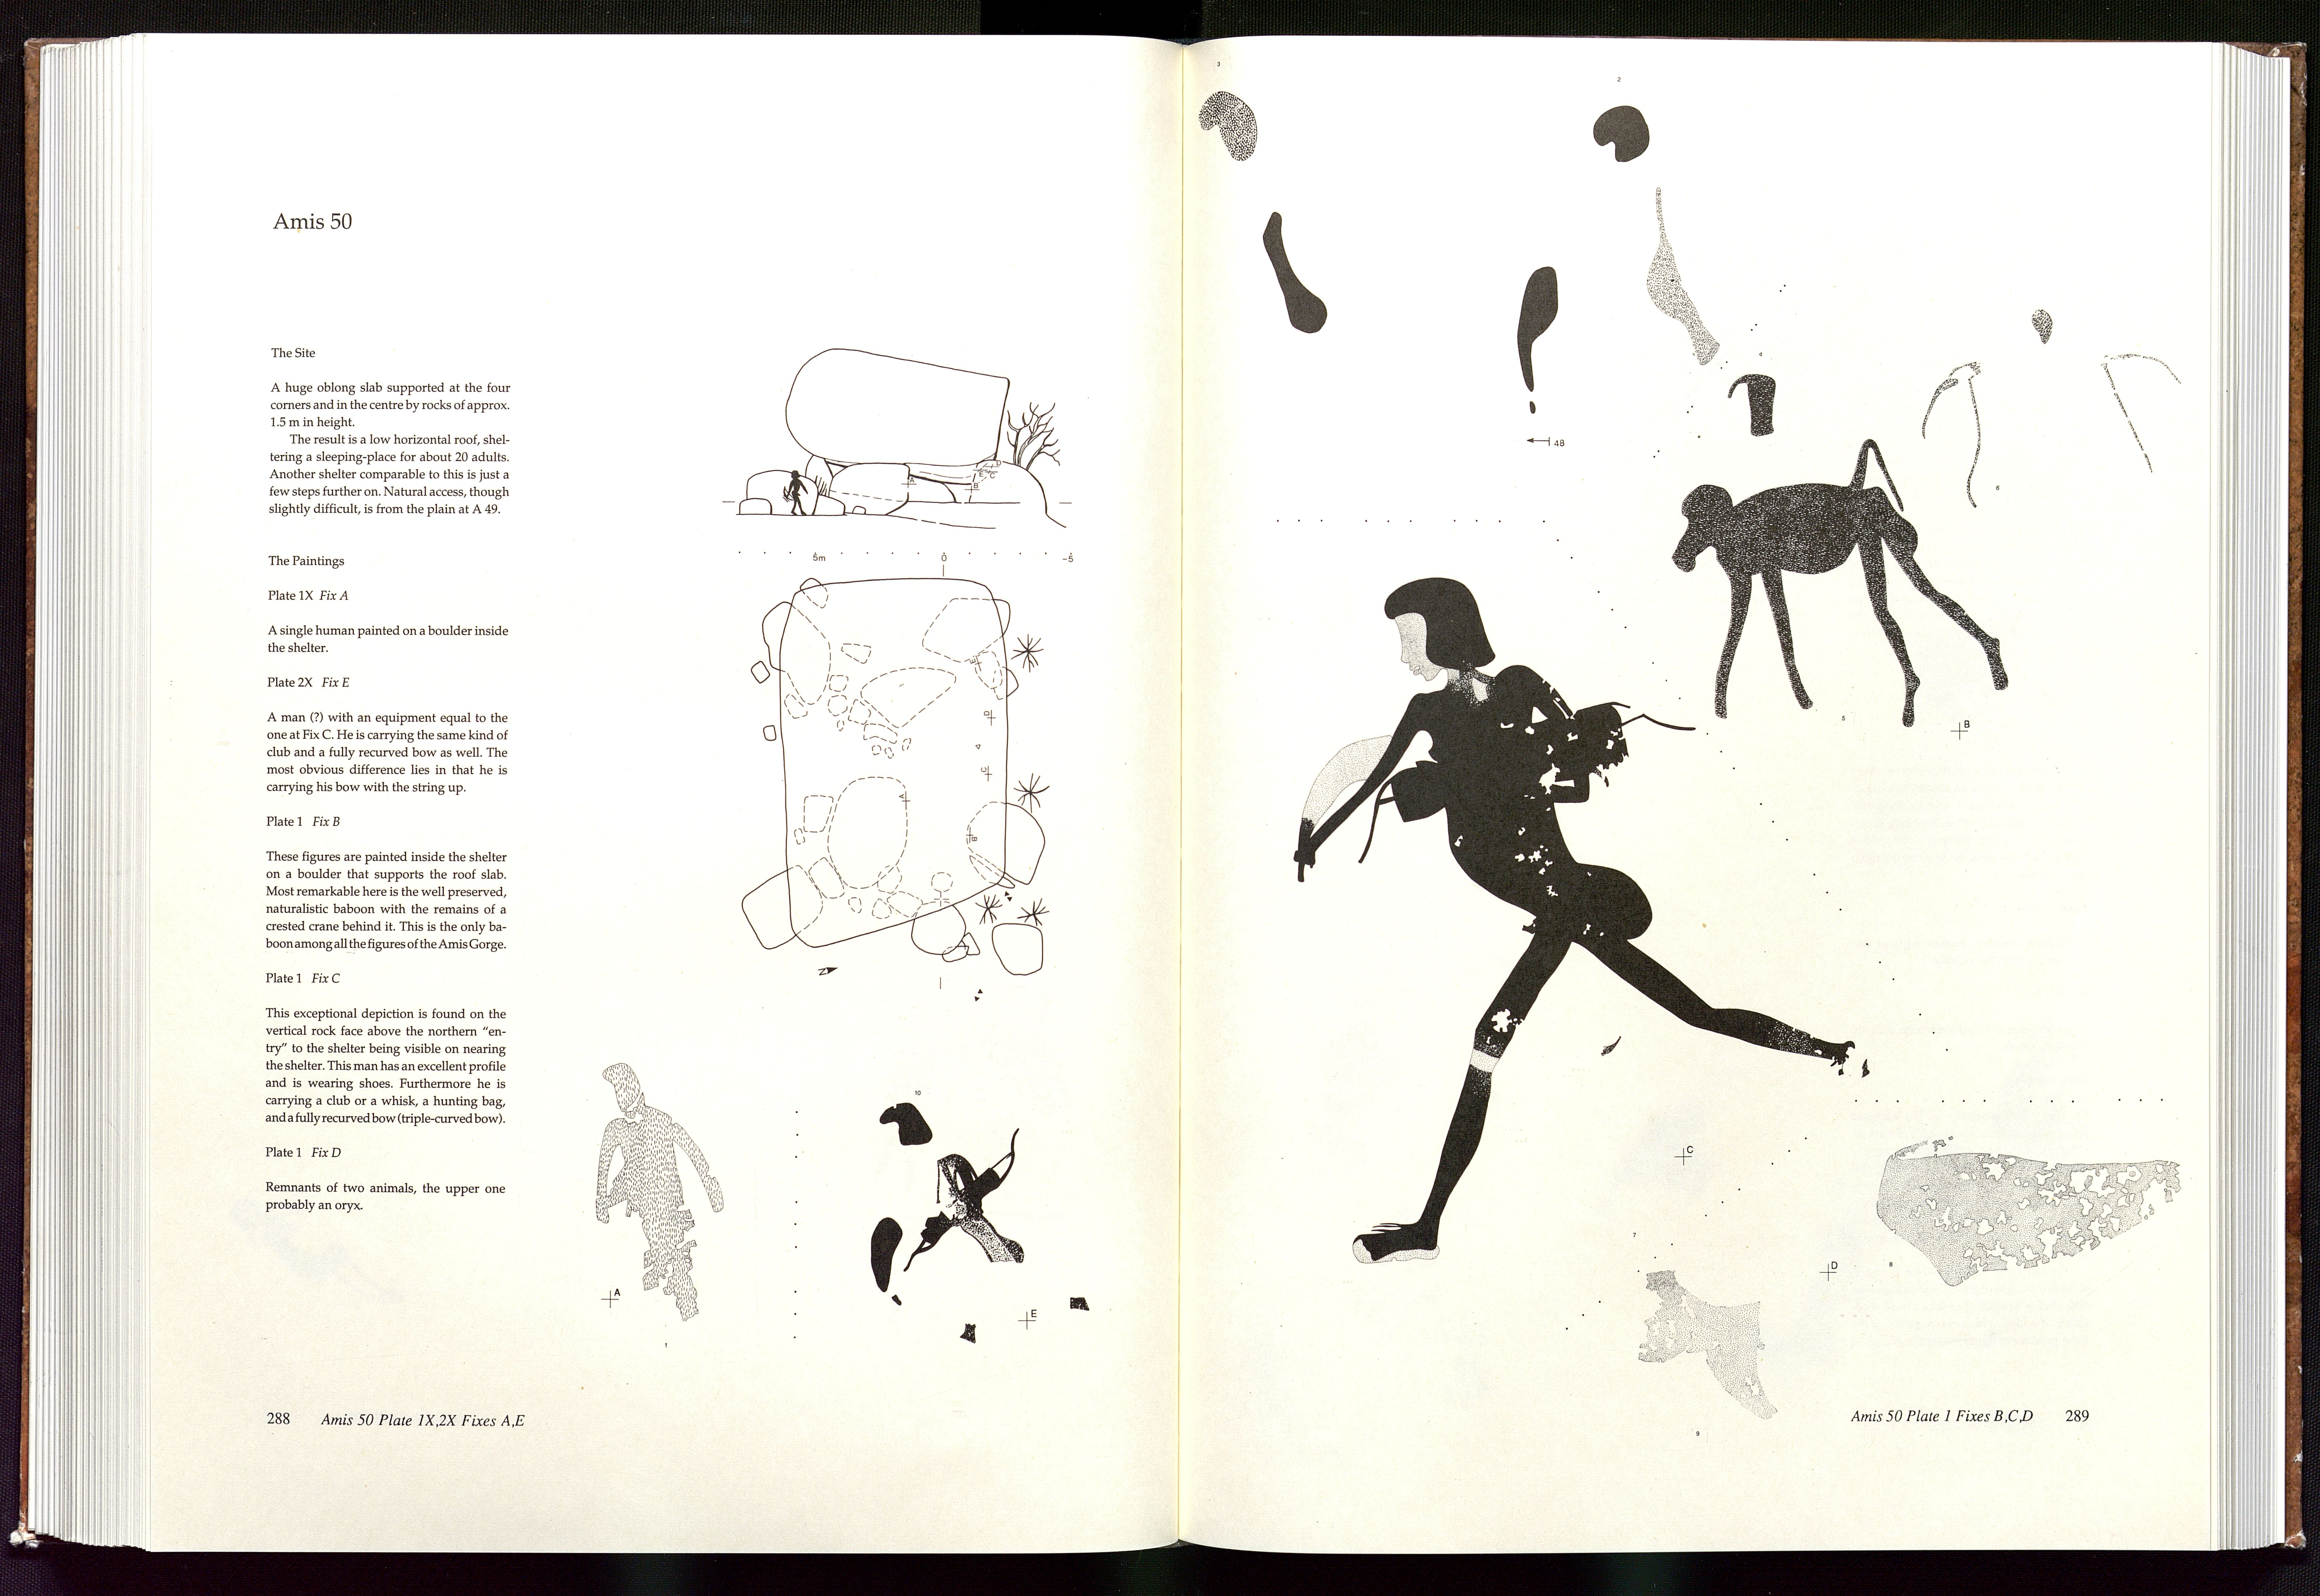 Amis 50
The Site
A huge oblong slab supported at the four
corners and in the centre by rocks of approx.
1.5 m in height.
The result is a low horizontal roof, shel-
tering a sleeping-place for about 20 adults.
Another shelter comparable to this is just a
few steps further on. Natural access, though
slightly difficult, is from the plain at A 49.
The Paintings
Plate 1X Fix A
A single human painted on a boulder inside
the shelter.
Plate 2X Fix E
A man (?) with an equipment equal to the
one at Fix C. He is carrying the same kind of
club and a fully recurved bow as well. The
most obvious difference lies in that he is
carrying his bow with the string up.
Plate 1 Fix B
These figures are painted inside the shelter
on a boulder that supports the roof slab.
Most remarkable here is the well preserved,
naturalistic baboon with the remains of a
crested crane behind it. This is the only ba-
boon among all the figures of the Amis Gorge.
Plate 1 Fix C
This exceptional depiction is found on the
vertical rock face above the northern "en-
try" to the shelter being visible on nearing
the shelter. This man has an excellent profile
and is wearing shoes. Furthermore he is
carrying a club or a whisk, a hunting bag,
and a fully recurved bow (triple-curved bow).
Plate 1 Fix D
Remnants of two animals, the upper one
probably an oryx.
A
B
C
D
5m 0 -5
E
D
C
A
B
N
A
1
10
E
288 Amis 50 Plate 1X,2X Fixes A,E
3
2
4
48
6
5
B
C
7
D
8
9
Amis 50 Plate 1 Fixes B,C,D 289